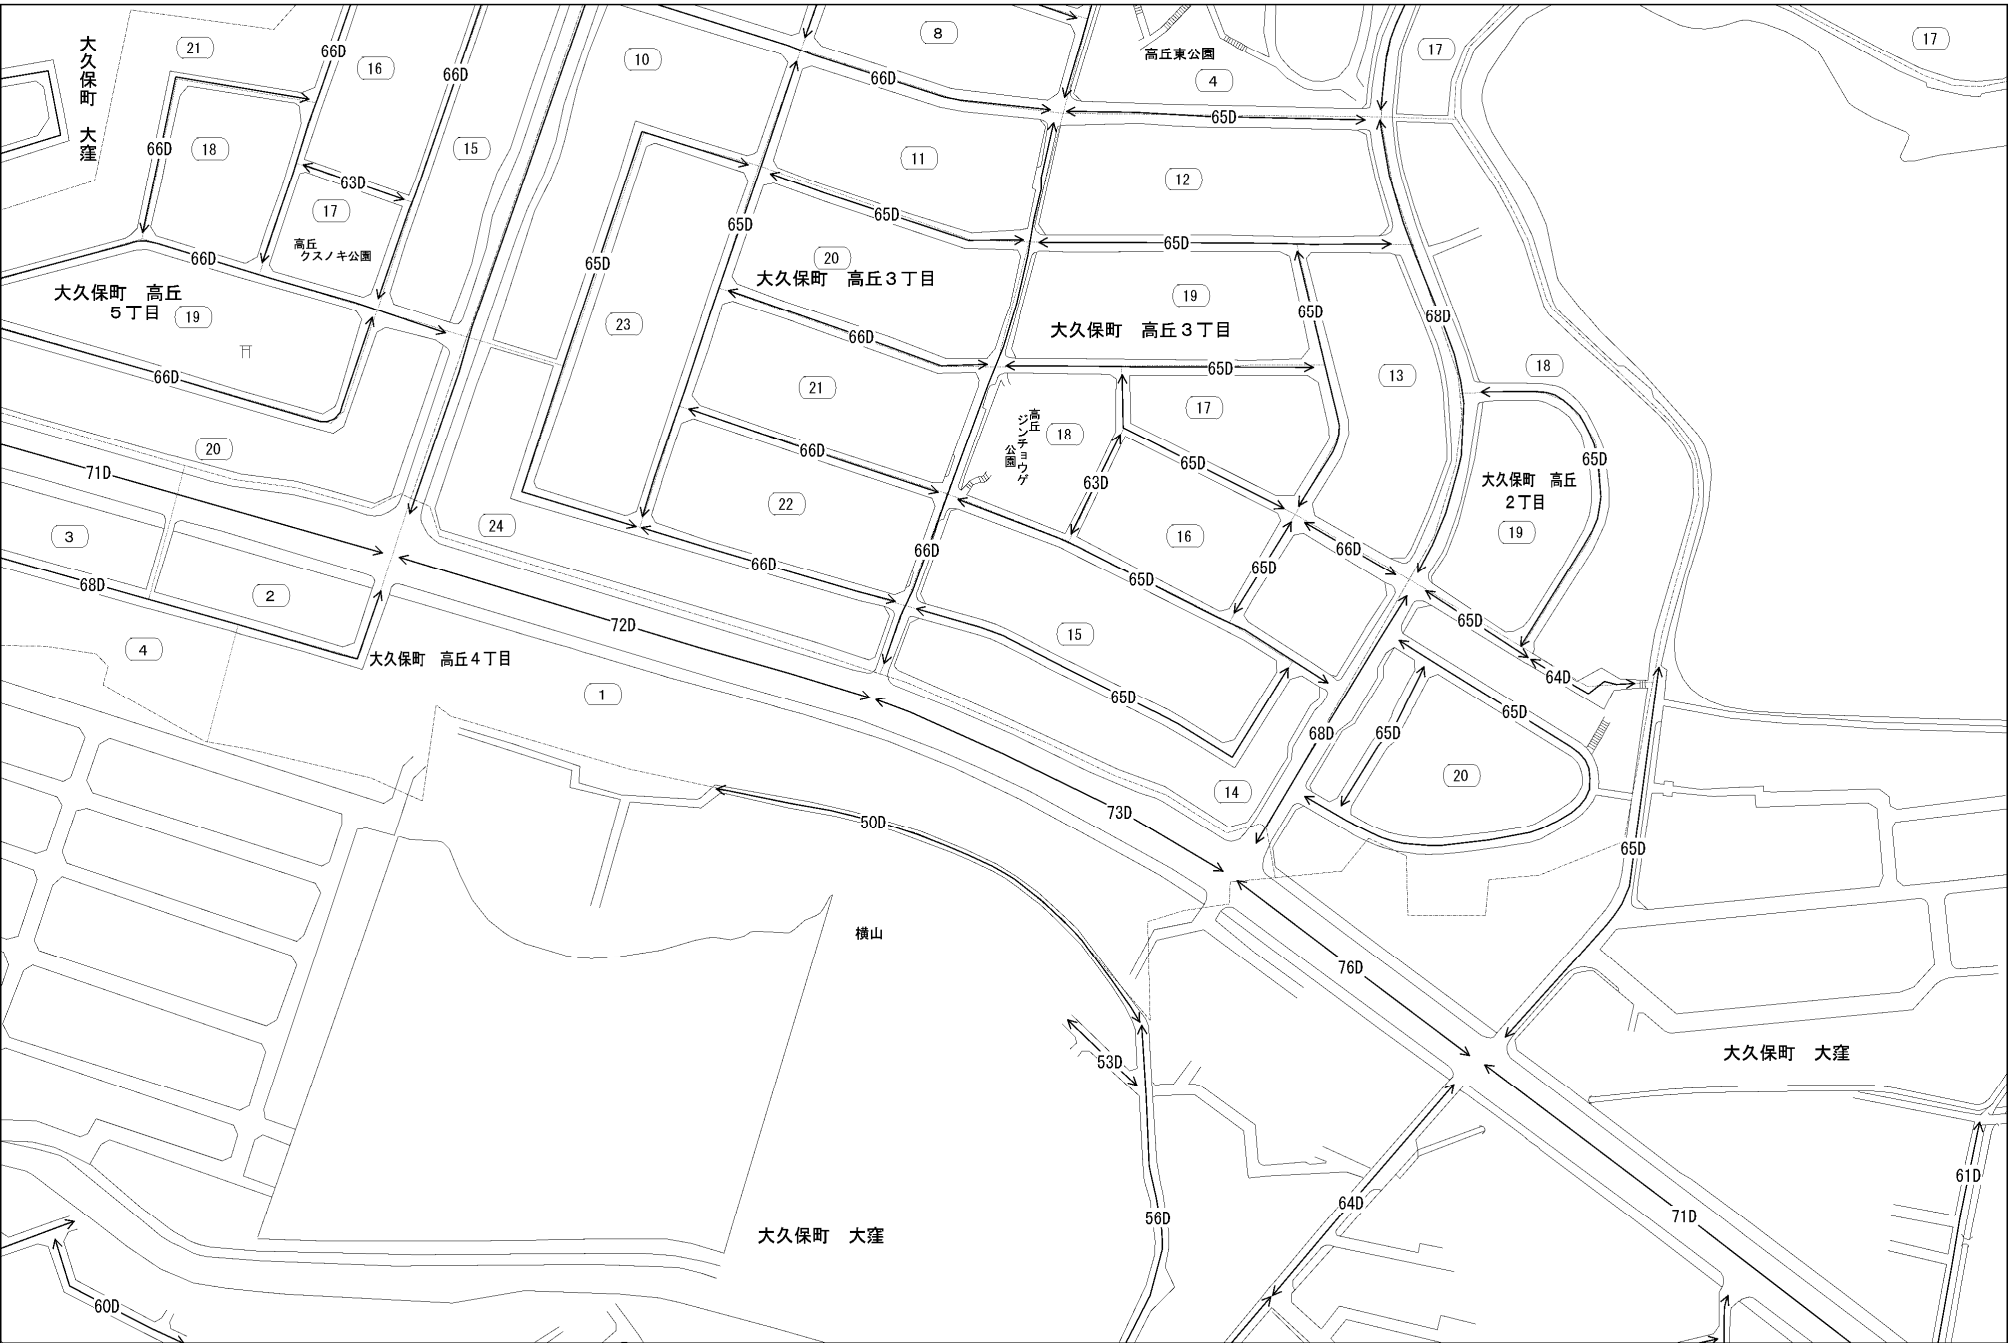 8
17
17
21
66D
16
66D
10
66D
高丘東公園
4
大久保町　大窪
65D
66D
18
15
11
12
63D
17
65D
65D
65D
高丘
クスノキ公園
66D
65D
20
大久保町　高丘３丁目
大久保町　高丘
５丁目
19
23
19
65D
68D
大久保町　高丘３丁目
66D
65D
18
13
66D
21
17
高丘
ジンチョウゲ
公園
18
20
71D
66D
65D
65D
63D
大久保町　高丘
２丁目
22
24
3
16
19
66D
66D
66D
65D
65D
68D
2
65D
72D
15
4
大久保町　高丘４丁目
64D
1
65D
65D
68D
65D
20
14
73D
50D
65D
横山
76D
53D
大久保町　大窪
61D
64D
56D
71D
大久保町　大窪
60D